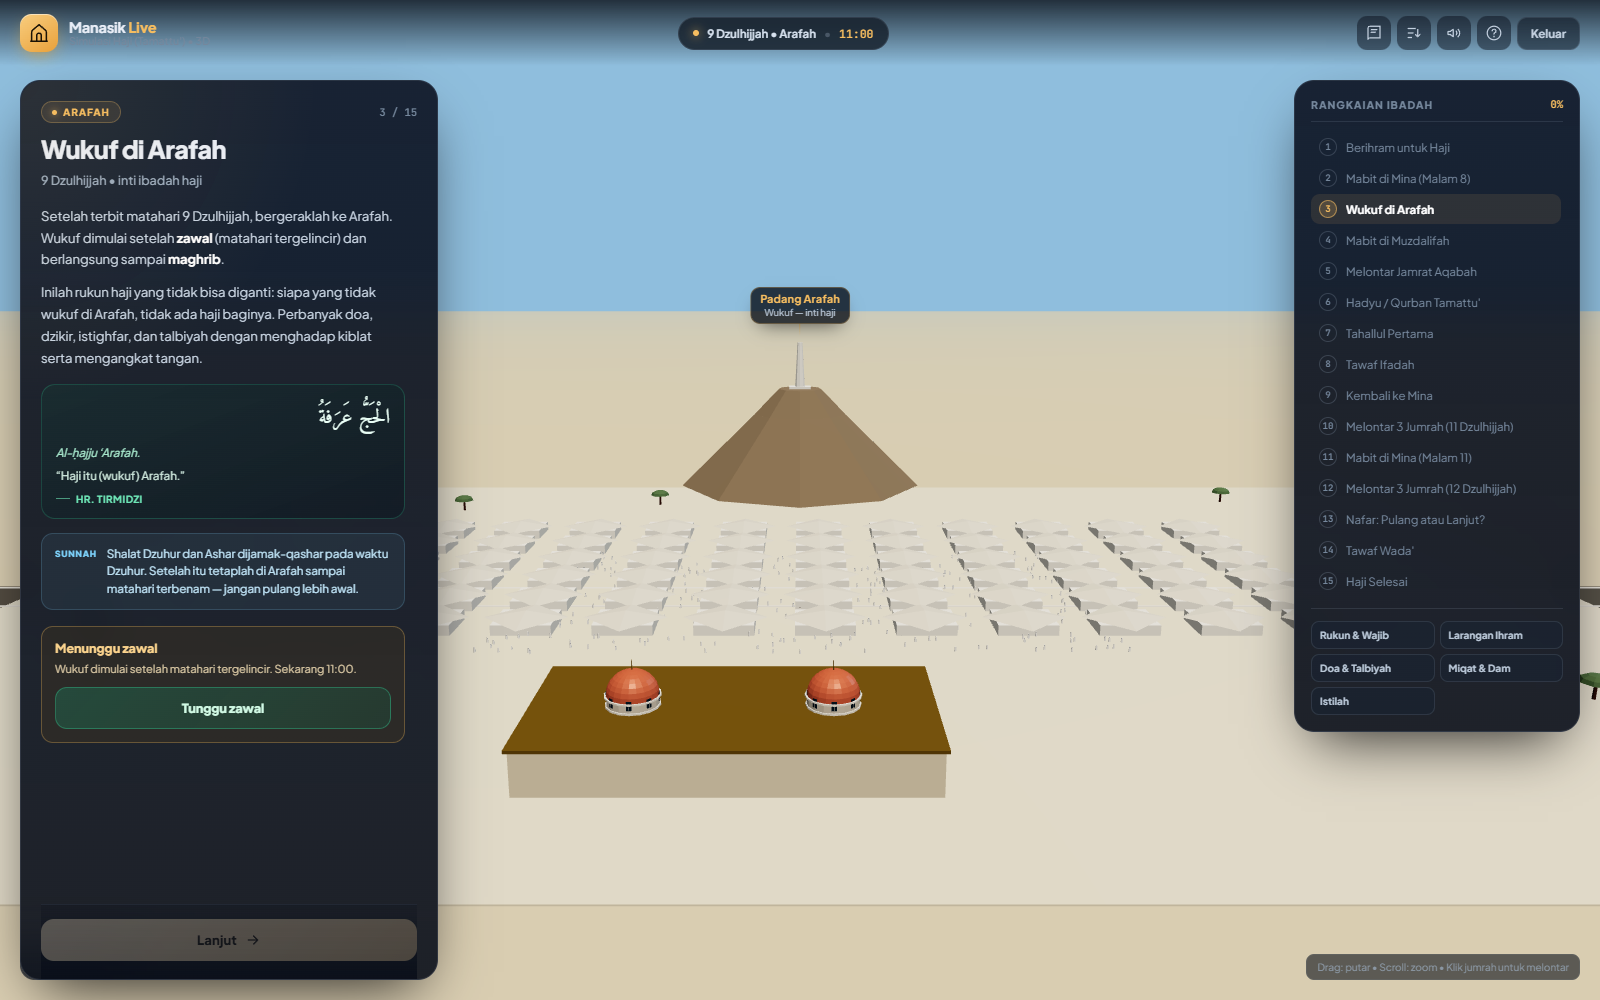 Manasik Live
9 Dzulhijjah • Arafah • 11:00
Keluar
ARAFAH
3 / 15
Wukuf di Arafah
9 Dzulhijjah • inti ibadah haji
Setelah terbit matahari 9 Dzulhijjah, bergeraklah ke Arafah.
Wukuf dimulai setelah zawal (matahari tergelincir) dan
berlangsung sampai maghrib.
Inilah rukun haji yang tidak bisa diganti: siapa yang tidak
wukuf di Arafah, tidak ada haji baginya. Perbanyak doa,
dzikir, istighfar, dan talbiyah dengan menghadap kiblat
serta mengangkat tangan.
الْحَجُّ عَرَفَةُ
Al-ḥajju ‘Arafah.
“Haji itu (wukuf) Arafah.”
— HR. TIRMIDZI
SUNNAH
Shalat Dzuhur dan Ashar dijamak-qashar pada waktu
Dzuhur. Setelah itu tetaplah di Arafah sampai
matahari terbenam — jangan pulang lebih awal.
Menunggu zawal
Wukuf dimulai setelah matahari tergelincir. Sekarang 11:00.
Tunggu zawal
Lanjut →
Padang Arafah
Wukuf — inti haji
RANGKAIAN IBADAH
0%
1 Berihram untuk Haji
2 Mabit di Mina (Malam 8)
3 Wukuf di Arafah
4 Mabit di Muzdalifah
5 Melontar Jamrat Aqabah
6 Hadyu / Qurban Tamattu'
7 Tahallul Pertama
8 Tawaf Ifadah
9 Kembali ke Mina
10 Melontar 3 Jumrah (11 Dzulhijjah)
11 Mabit di Mina (Malam 11)
12 Melontar 3 Jumrah (12 Dzulhijjah)
13 Nafar: Pulang atau Lanjut?
14 Tawaf Wada'
15 Haji Selesai
Rukun & Wajib
Larangan Ihram
Doa & Talbiyah
Miqat & Dam
Istilah
Drag: putar • Scroll: zoom • Klik jumrah untuk melontar